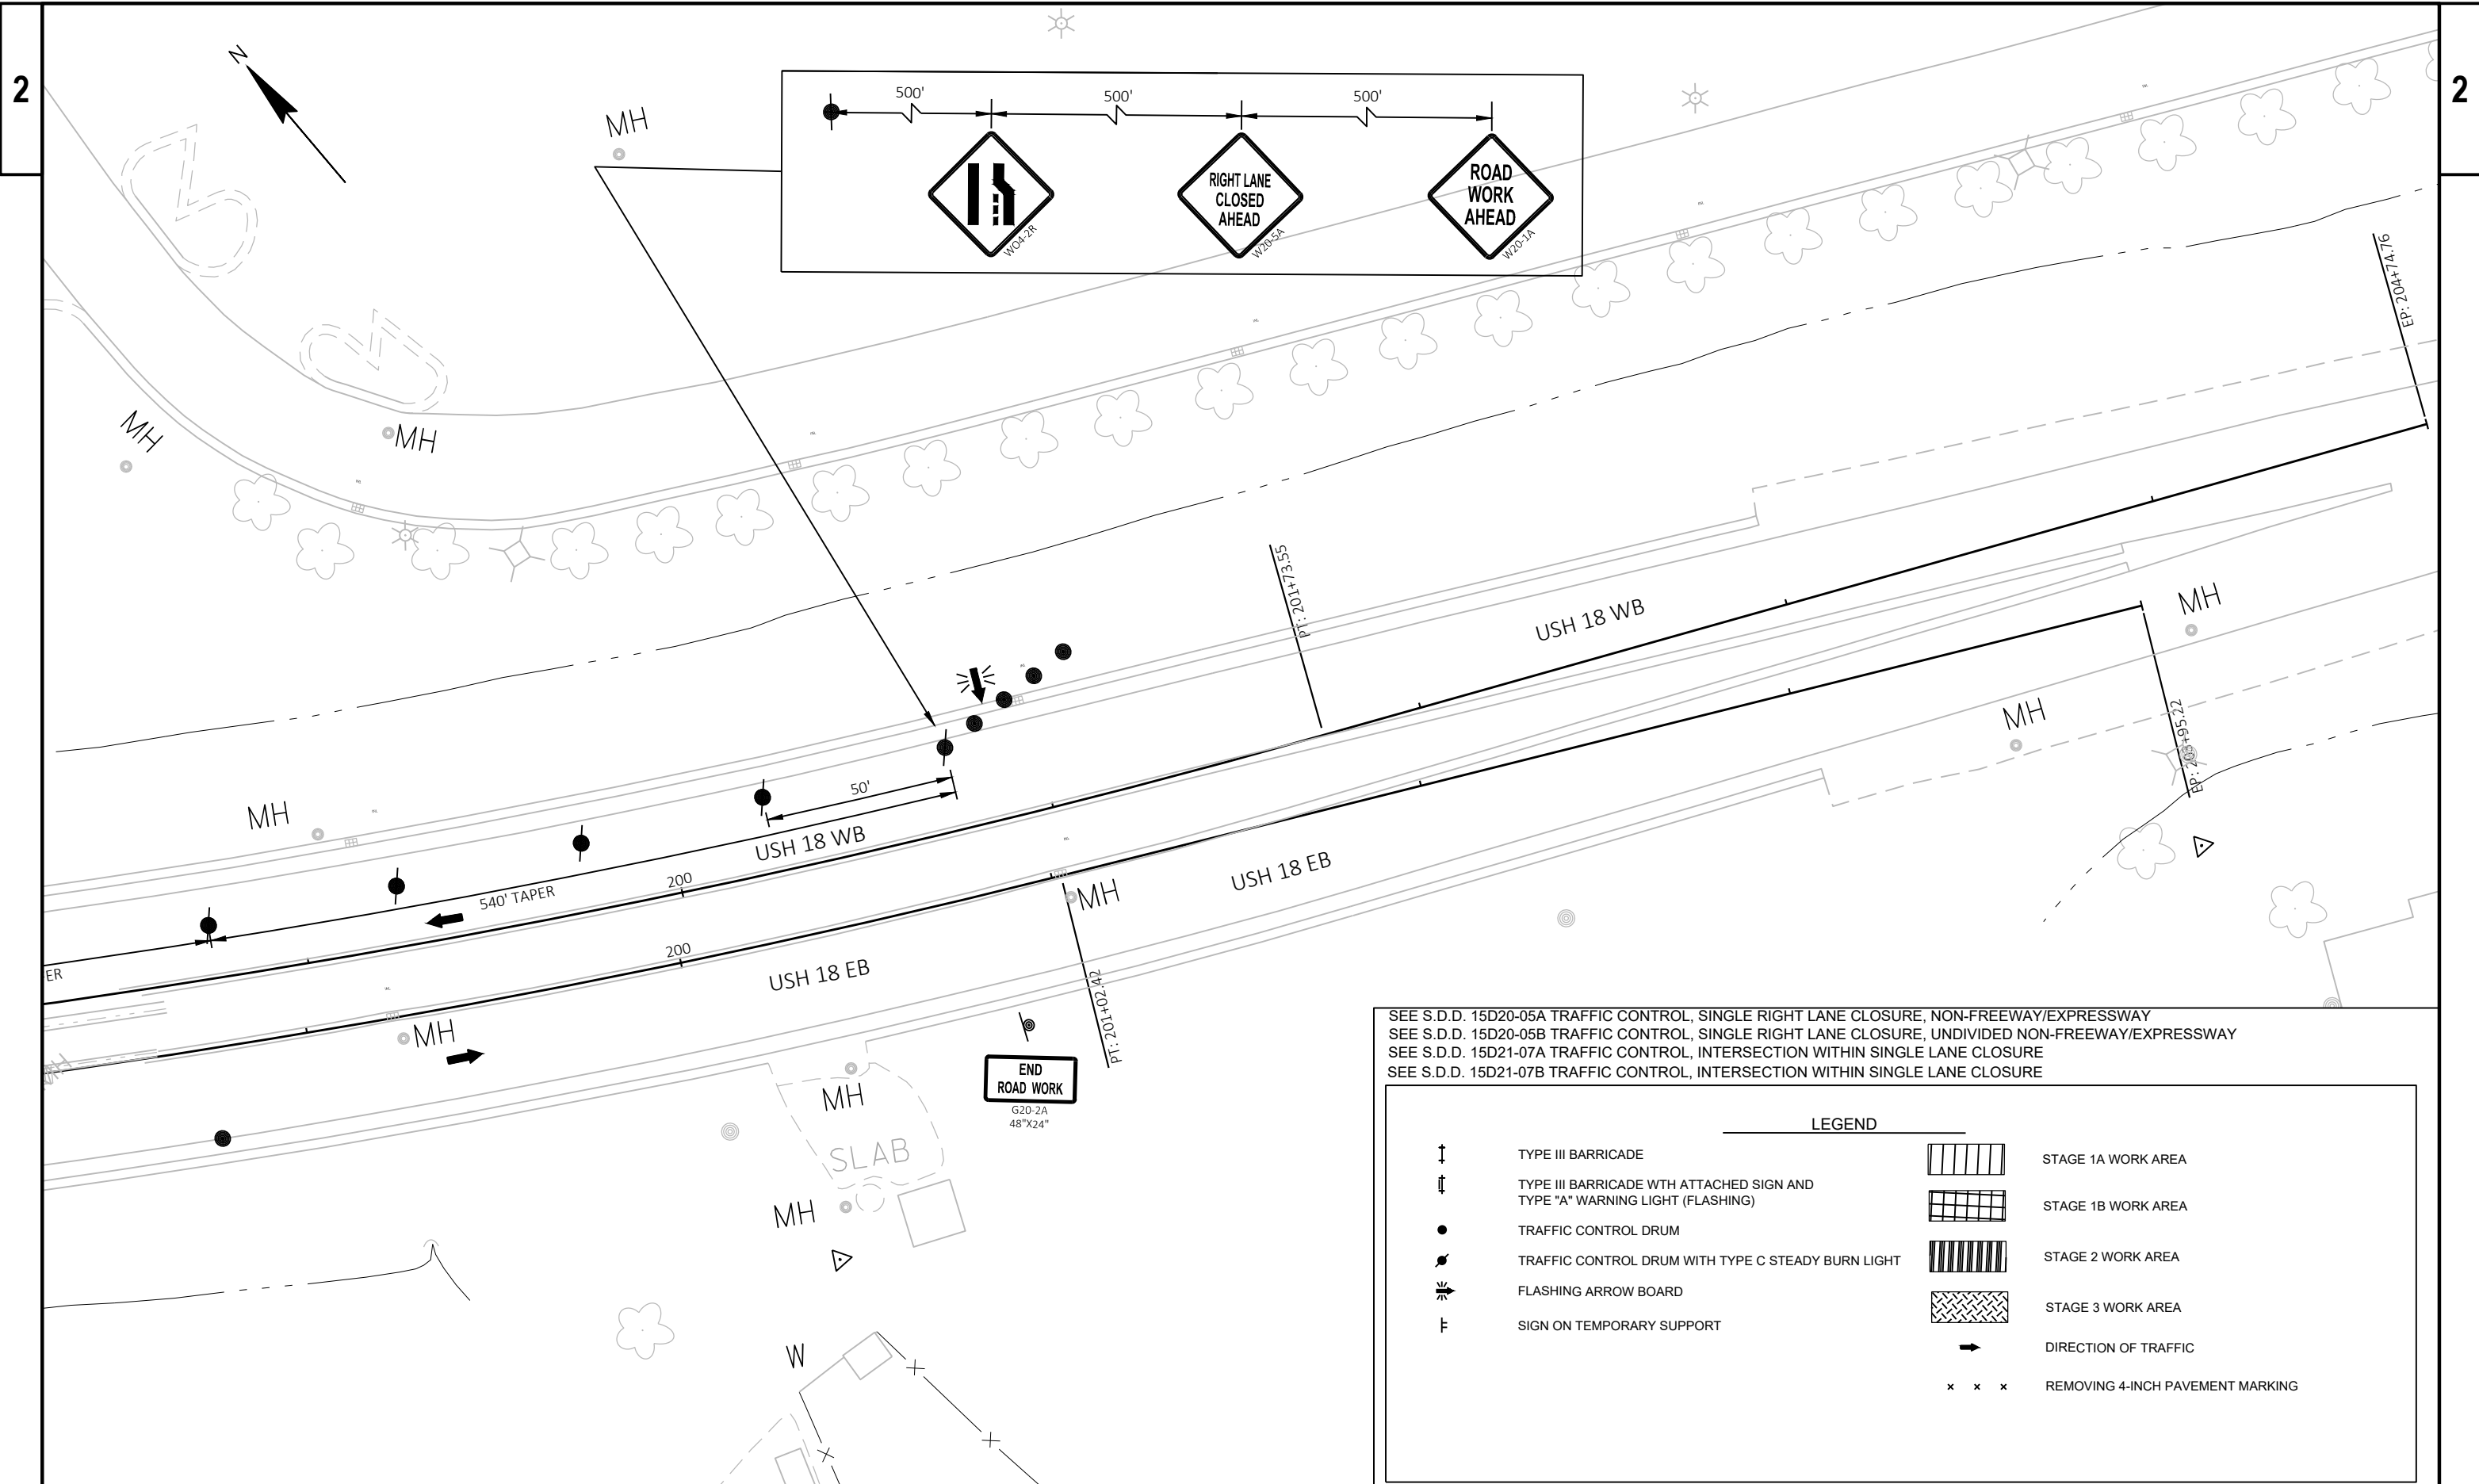 2
2
N
MH
500'
500'
500'
WO4-2R
RIGHT LANE
CLOSED
AHEAD
W20-5A
ROAD
WORK
AHEAD
W20-1A
EP: 204+74.76
MH
MH
PT: 201+73.55
USH 18 WB
MH
MH
EP: 203+95.22
50'
MH
USH 18 WB
200
540' TAPER
USH 18 EB
MH
200
ER
USH 18 EB
PT: 201+02.42
MH
MH
END
ROAD WORK
G20-2A
48"X24"
MH
SLAB
MH
W
SEE S.D.D. 15D20-05A TRAFFIC CONTROL, SINGLE RIGHT LANE CLOSURE, NON-FREEWAY/EXPRESSWAY
SEE S.D.D. 15D20-05B TRAFFIC CONTROL, SINGLE RIGHT LANE CLOSURE, UNDIVIDED NON-FREEWAY/EXPRESSWAY
SEE S.D.D. 15D21-07A TRAFFIC CONTROL, INTERSECTION WITHIN SINGLE LANE CLOSURE
SEE S.D.D. 15D21-07B TRAFFIC CONTROL, INTERSECTION WITHIN SINGLE LANE CLOSURE
LEGEND
TYPE III BARRICADE
TYPE III BARRICADE WTH ATTACHED SIGN AND
TYPE "A" WARNING LIGHT (FLASHING)
TRAFFIC CONTROL DRUM
TRAFFIC CONTROL DRUM WITH TYPE C STEADY BURN LIGHT
FLASHING ARROW BOARD
SIGN ON TEMPORARY SUPPORT
STAGE 1A WORK AREA
STAGE 1B WORK AREA
STAGE 2 WORK AREA
STAGE 3 WORK AREA
DIRECTION OF TRAFFIC
REMOVING 4-INCH PAVEMENT MARKING